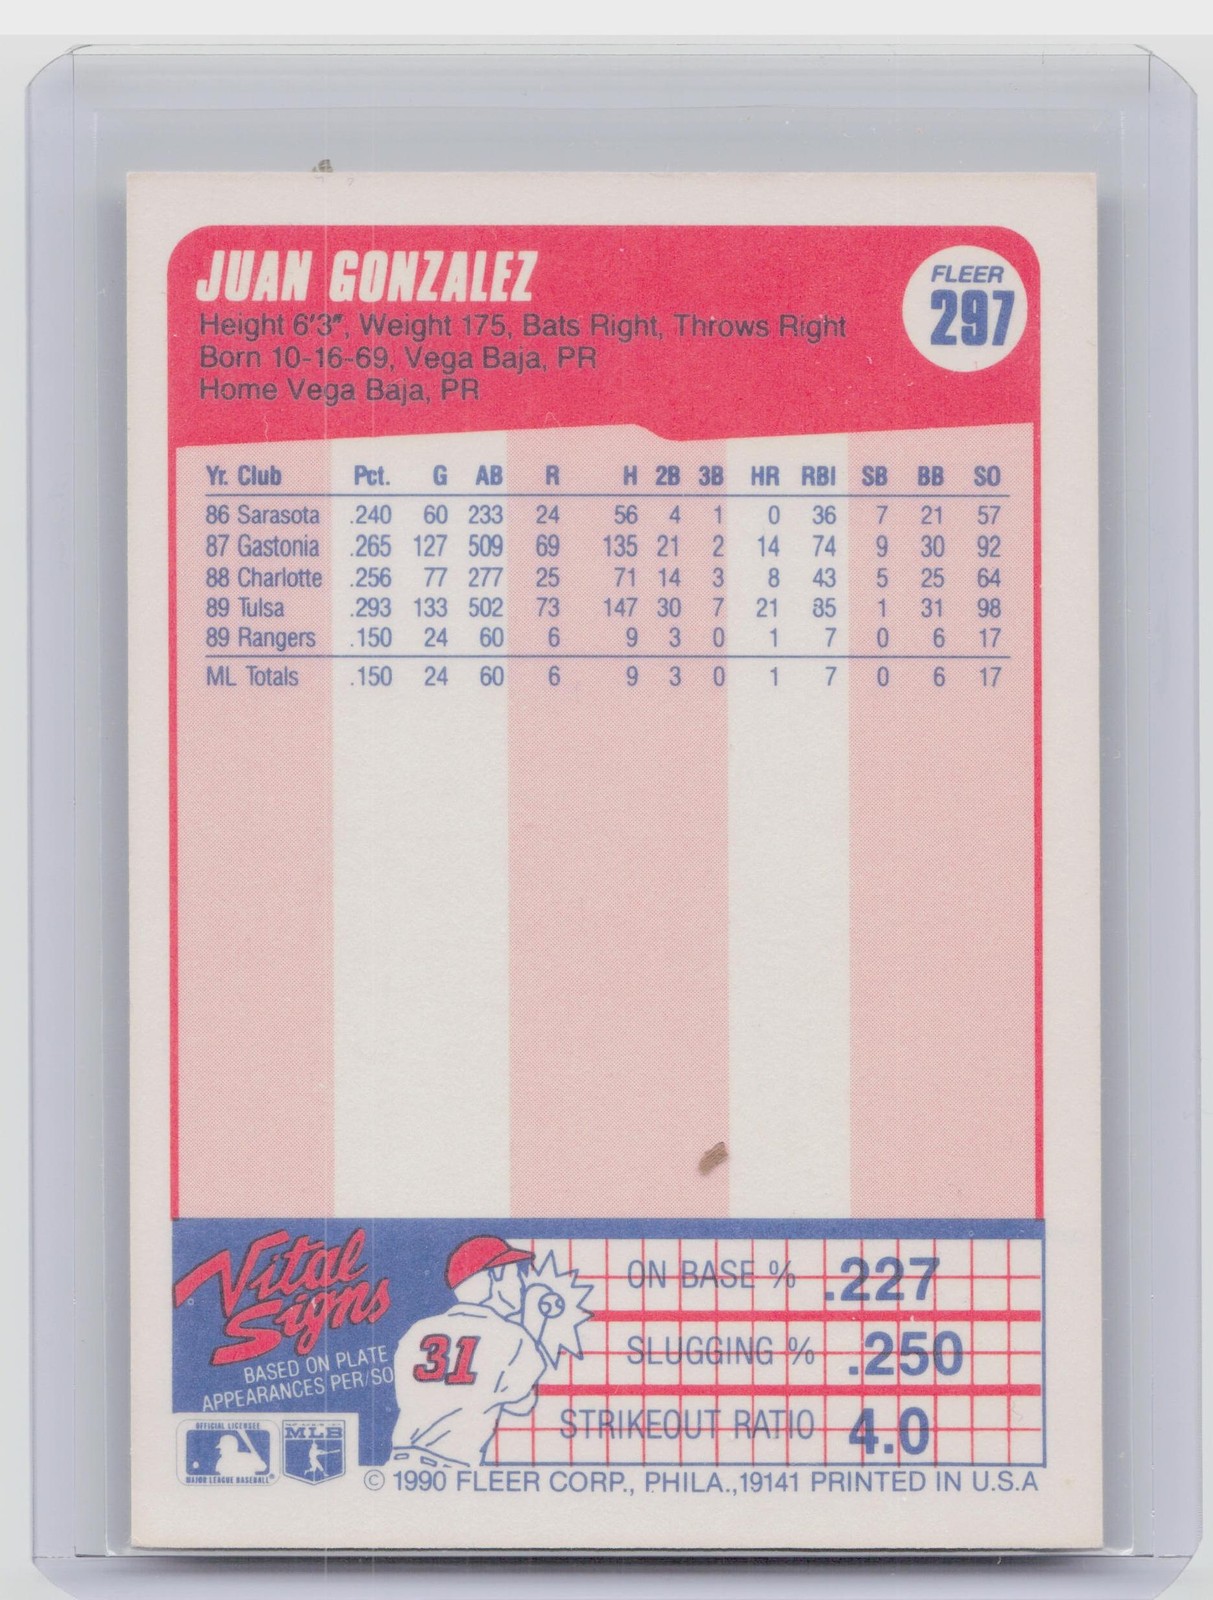 JUAN GONZALEZ
FLEER
297
Height 6'3", Weight 175, Bats Right, Throws Right
Born 10-16-69, Vega Baja, PR
Home Vega Baja, PR
Yr. Club Pct. G AB R H 2B 3B HR RBI SB BB SO
86 Sarasota .240 60 233 24 56 4 1 0 36 7 21 57
87 Gastonia .265 127 509 69 135 21 2 14 74 9 30 92
88 Charlotte .256 77 277 25 71 14 3 8 43 5 25 64
89 Tulsa .293 133 502 73 147 30 7 21 85 1 31 98
89 Rangers .150 24 60 6 9 3 0 1 7 0 6 17
ML Totals .150 24 60 6 9 3 0 1 7 0 6 17
Vital
Signs
BASED ON PLATE
APPEARANCES PER/SO
31
ON BASE % .227
SLUGGING % .250
STRIKEOUT RATIO 4.0
OFFICIAL LICENSEE
MAJOR LEAGUE BASEBALL
MLB
© 1990 FLEER CORP., PHILA.,19141 PRINTED IN U.S.A